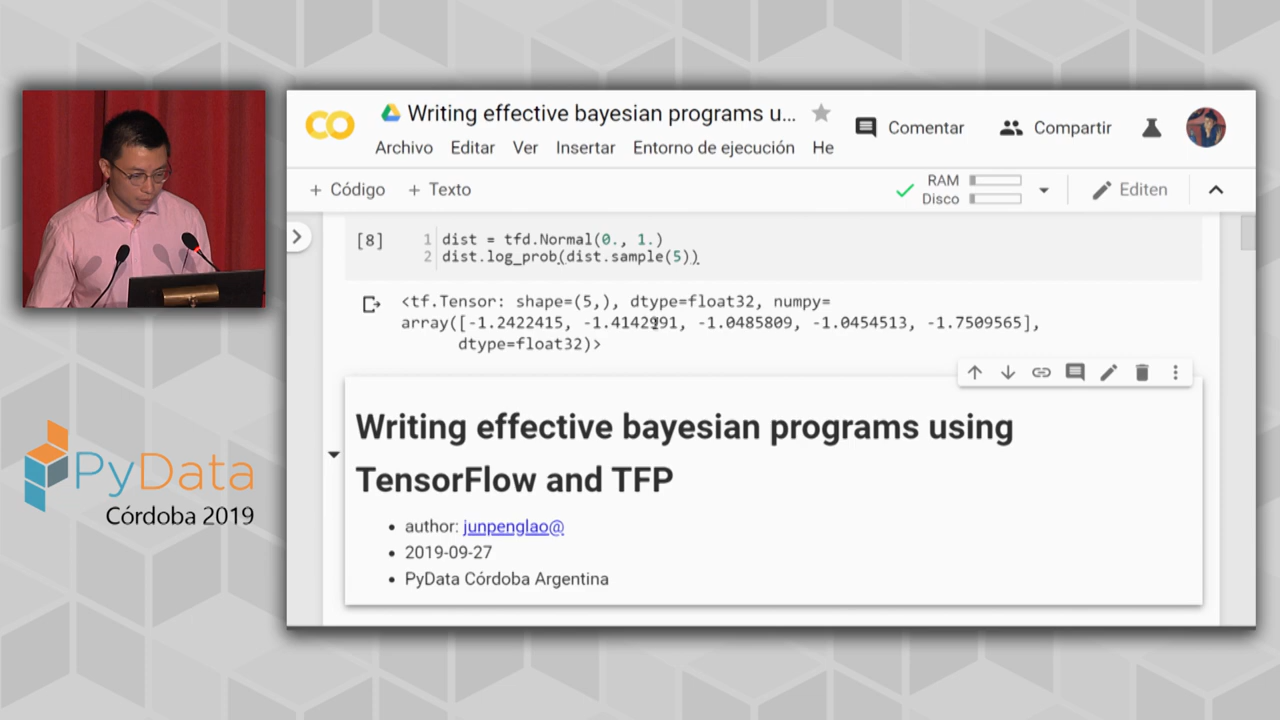 CO
Writing effective bayesian programs u...
Comentar
Compartir
Archivo Editar Ver Insertar Entorno de ejecución He
+ Código + Texto
RAM
Disco
Editen
[8]
1 dist = tfd.Normal(0., 1.)
2 dist.log_prob(dist.sample(5))
<tf.Tensor: shape=(5,), dtype=float32, numpy=
array([-1.2422415, -1.4142991, -1.0485809, -1.0454513, -1.7509565],
dtype=float32)>
Writing effective bayesian programs using
TensorFlow and TFP
• author: junpenglao@
• 2019-09-27
• PyData Córdoba Argentina
PyData
Córdoba 2019